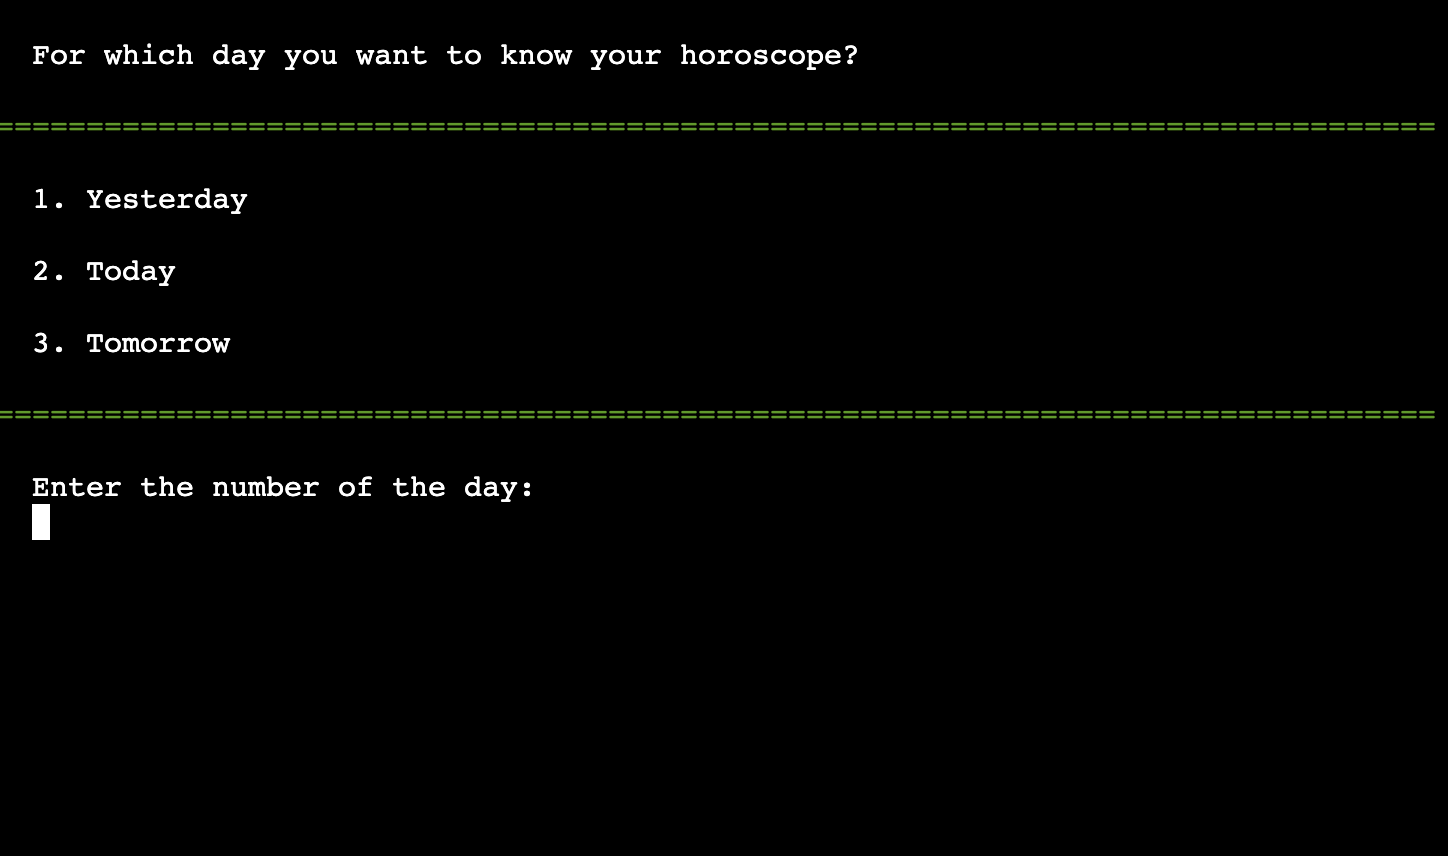 For which day you want to know your horoscope?
================================================================================
1. Yesterday
2. Today
3. Tomorrow
================================================================================
Enter the number of the day: